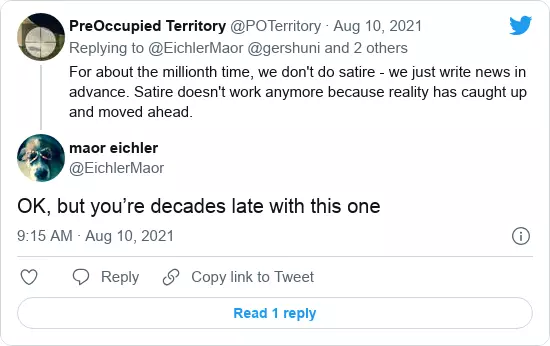 PreOccupied Territory @POTerritory · Aug 10, 2021
Replying to @EichlerMaor @gershuni and 2 others
For about the millionth time, we don't do satire - we just write news in
advance. Satire doesn't work anymore because reality has caught up
and moved ahead.
maor eichler
@EichlerMaor
OK, but you’re decades late with this one
9:15 AM · Aug 10, 2021
Reply
Copy link to Tweet
Read 1 reply